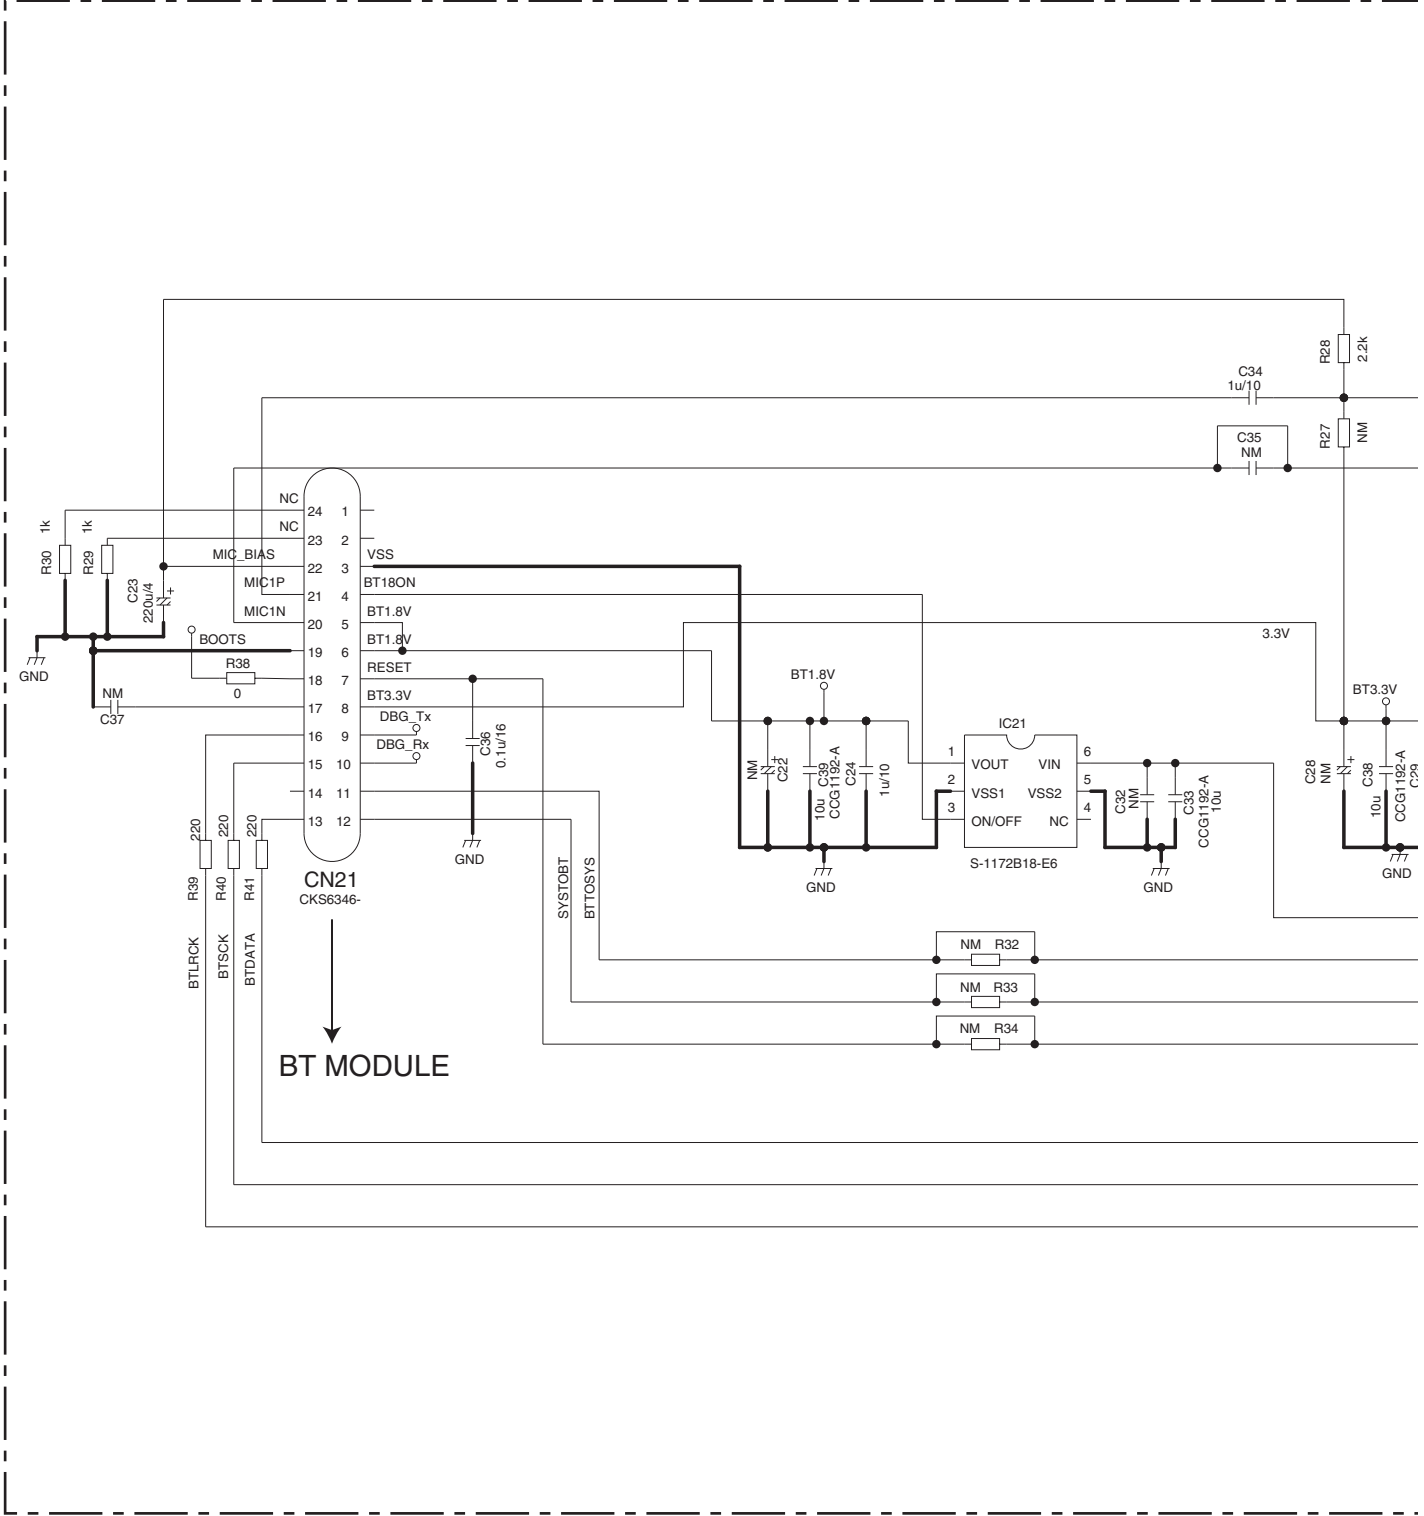 R28
2.2k
C34
1u/10
R27
NM
C35
NM
NC
24 1
NC
23 2
MIC_BIAS
22 3
VSS
MIC1P
21 4
BT18ON
MIC1N
20 5
BT1.8V
BOOTS
19 6
BT1.8V
18 7
RESET
17 8
BT3.3V
16 9
DBG_Tx
15 10
DBG_Rx
14 11
13 12
R30
1k
R29
1k
C23
220u/4
+
GND
R38
0
NM
C37
C36
0.1u/16
GND
3.3V
BT1.8V
NM
+
C22
C39
10u
CCG1192-A
C24
1u/10
GND
IC21
1 VOUT VIN 6
2 VSS1 VSS2 5
3 ON/OFF NC 4
S-1172B18-E6
C32
NM
C33
CCG1192-A
10u
GND
BT3.3V
C28
NM
+
C38
10u
CCG1192-A
C29
GND
R39
220
R40
220
R41
220
CN21
CKS6346-
BTLRCK
BTSCK
BTDATA
SYSTOBT
BTTOSYS
NM R32
NM R33
NM R34
BT MODULE